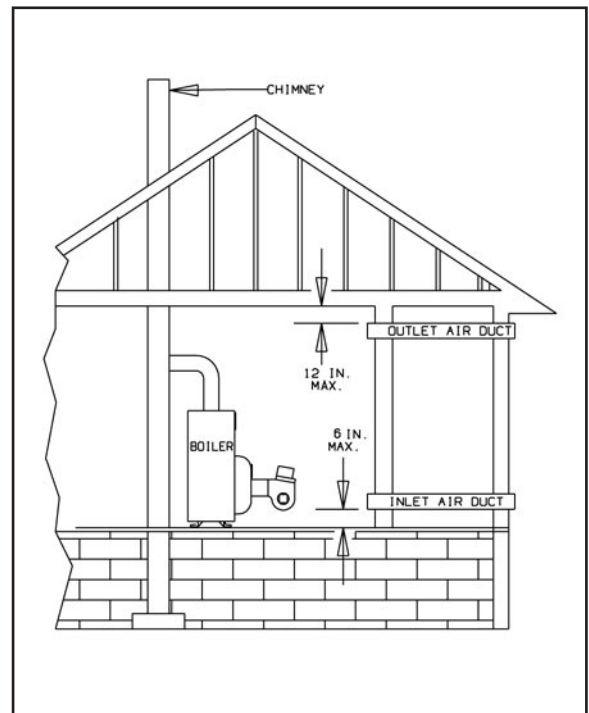 CHIMNEY
OUTLET AIR DUCT
12 IN.
MAX.
6 IN.
MAX.
BOILER
INLET AIR DUCT